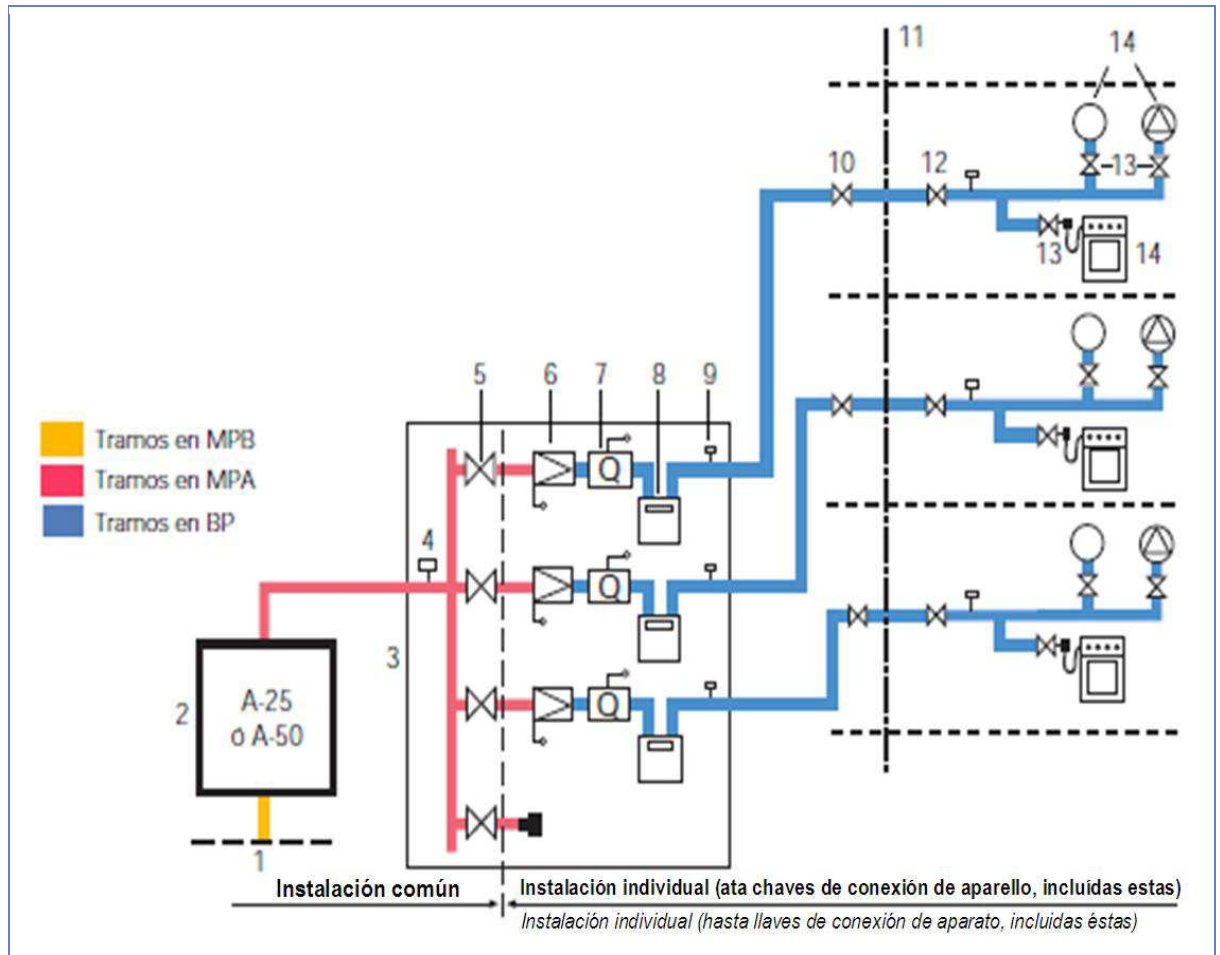 11
14
10
12
13
13
14
5
6
7
8
9
Tramos en MPB
Tramos en MPA
Tramos en BP
4
Q
3
Q
2
A-25
ó A-50
Q
1
Instalación común
Instalación individual (ata chaves de conexión de aparello, incluídas estas)
Instalación individual (hasta llaves de conexión de aparato, incluidas éstas)